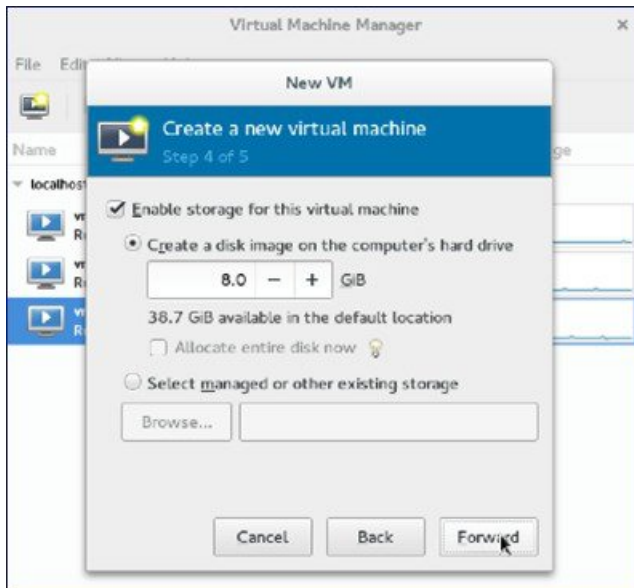 Virtual Machine Manager
File
New VM
Create a new virtual machine
Step 4 of 5
Name
localhos
Enable storage for this virtual machine
Create a disk image on the computer's hard drive
8.0 − + GiB
38.7 GiB available in the default location
Allocate entire disk now
Select managed or other existing storage
Browse...
Cancel Back Forward